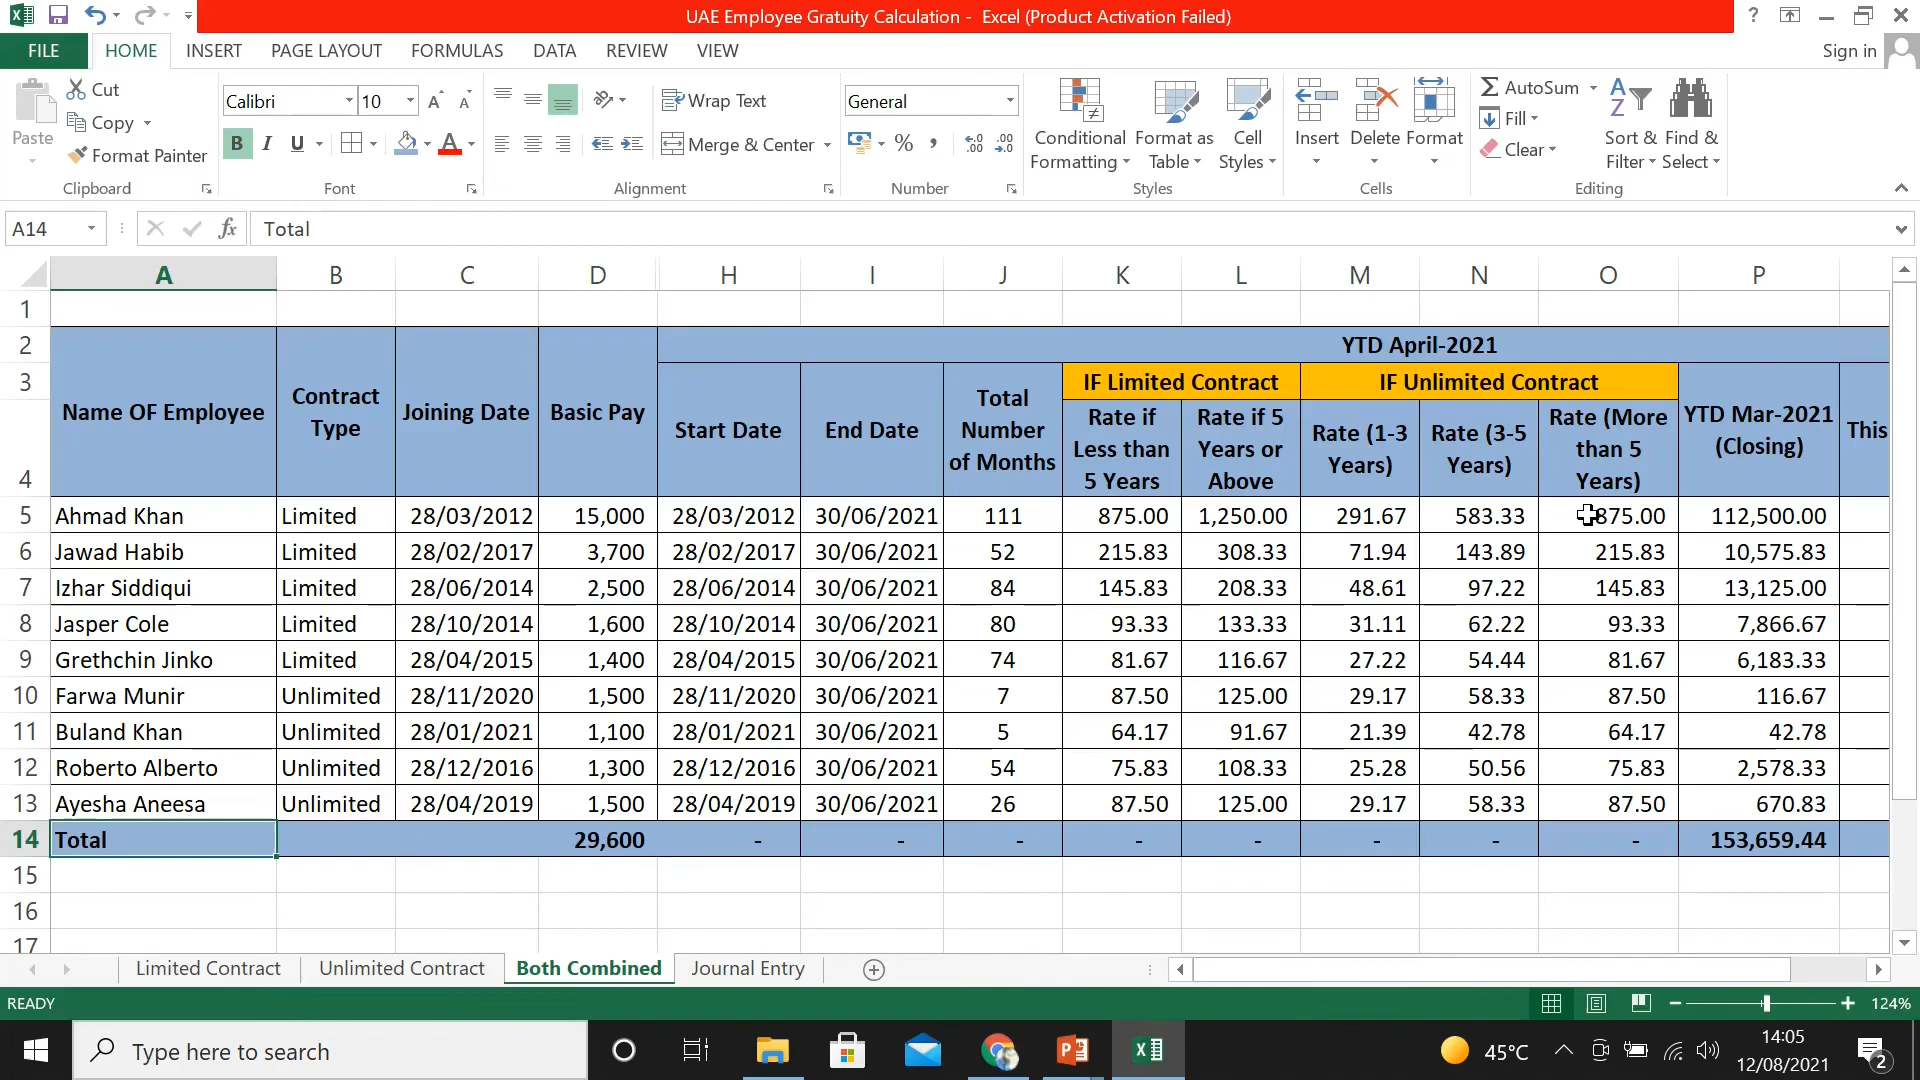 UAE Employee Gratuity Calculation - Excel (Product Activation Failed)
FILE HOME INSERT PAGE LAYOUT FORMULAS DATA REVIEW VIEW Sign in
Cut
Copy
Format Painter
Paste
Clipboard
Calibri 10
B I U
Font
Wrap Text
Merge & Center
Alignment
General
Number
Conditional Formatting
Format as Table
Cell Styles
Styles
Insert Delete Format
Cells
AutoSum
Fill
Clear
Sort & Filter
Find & Select
Editing
A14 fx Total
A B C D H I J K L M N O P
1
2 YTD April-2021
3 IF Limited Contract IF Unlimited Contract
4 Name OF Employee Contract Type Joining Date Basic Pay Start Date End Date Total Number of Months Rate if Less than 5 Years Rate if 5 Years or Above Rate (1-3 Years) Rate (3-5 Years) Rate (More than 5 Years) YTD Mar-2021 (Closing) This
5 Ahmad Khan Limited 28/03/2012 15,000 28/03/2012 30/06/2021 111 875.00 1,250.00 291.67 583.33 875.00 112,500.00
6 Jawad Habib Limited 28/02/2017 3,700 28/02/2017 30/06/2021 52 215.83 308.33 71.94 143.89 215.83 10,575.83
7 Izhar Siddiqui Limited 28/06/2014 2,500 28/06/2014 30/06/2021 84 145.83 208.33 48.61 97.22 145.83 13,125.00
8 Jasper Cole Limited 28/10/2014 1,600 28/10/2014 30/06/2021 80 93.33 133.33 31.11 62.22 93.33 7,866.67
9 Grethchin Jinko Limited 28/04/2015 1,400 28/04/2015 30/06/2021 74 81.67 116.67 27.22 54.44 81.67 6,183.33
10 Farwa Munir Unlimited 28/11/2020 1,500 28/11/2020 30/06/2021 7 87.50 125.00 29.17 58.33 87.50 116.67
11 Buland Khan Unlimited 28/01/2021 1,100 28/01/2021 30/06/2021 5 64.17 91.67 21.39 42.78 64.17 42.78
12 Roberto Alberto Unlimited 28/12/2016 1,300 28/12/2016 30/06/2021 54 75.83 108.33 25.28 50.56 75.83 2,578.33
13 Ayesha Aneesa Unlimited 28/04/2019 1,500 28/04/2019 30/06/2021 26 87.50 125.00 29.17 58.33 87.50 670.83
14 Total 29,600 - - - - - - - - 153,659.44
15
16
17
Limited Contract Unlimited Contract Both Combined Journal Entry
READY 124%
Type here to search 45°C 14:05
12/08/2021 2